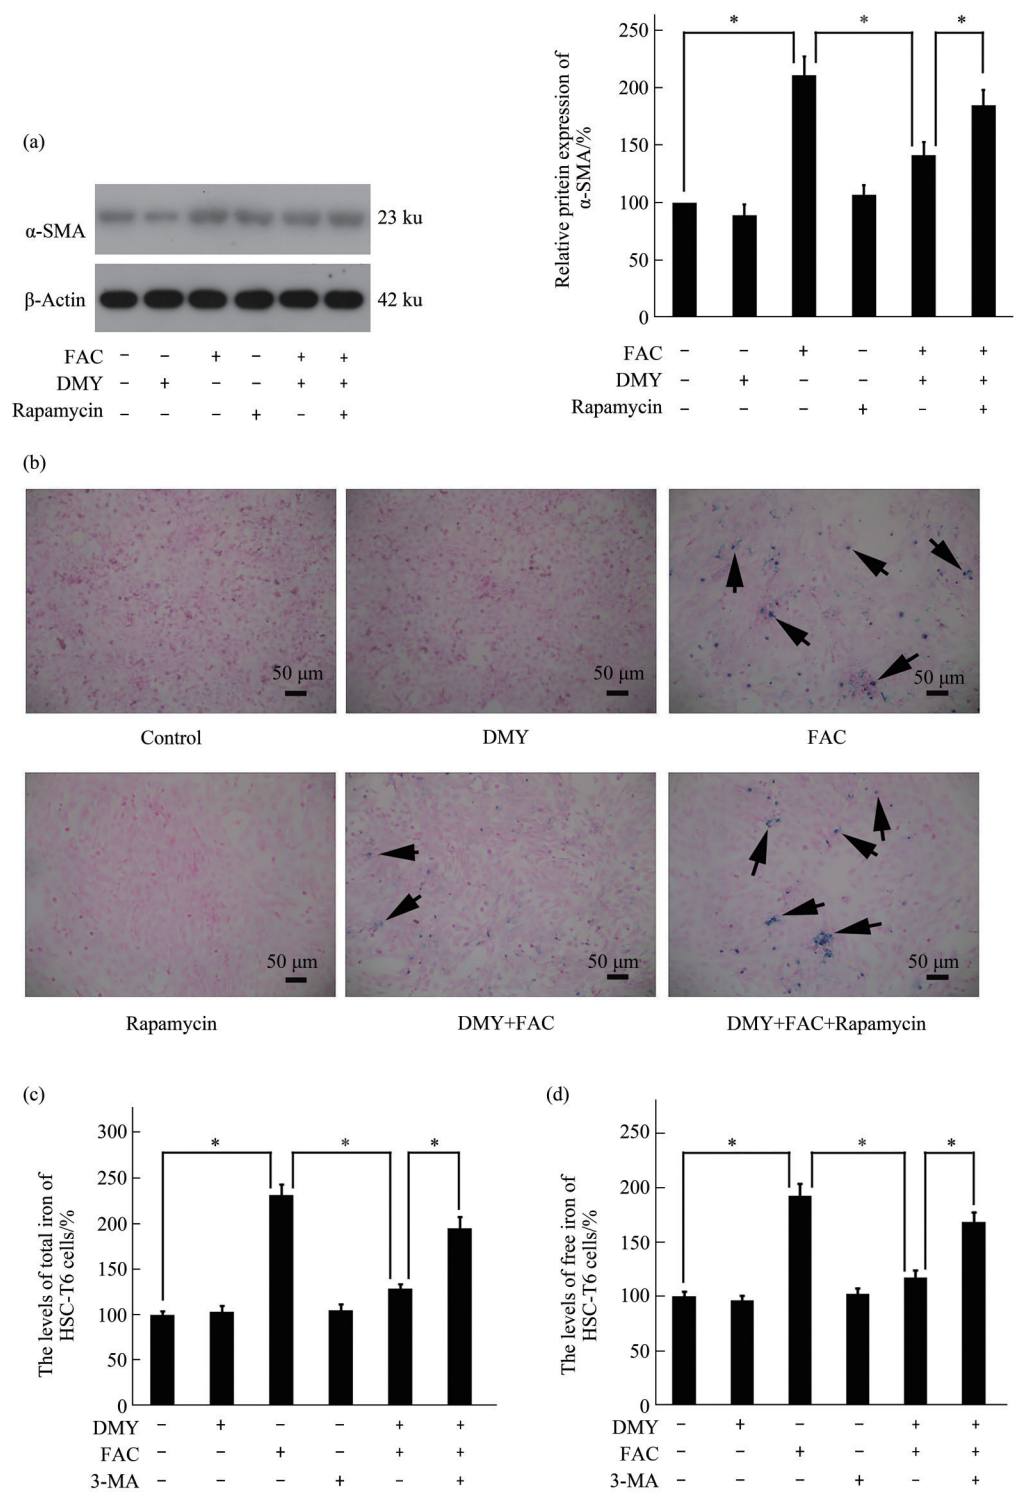 (a)
α-SMA
23 ku
β-Actin
42 ku
FAC − − + − + +
DMY − + − − + +
Rapamycin − − − + − +
Relative pritein expression of
α-SMA/%
250
200
150
100
50
0
* * *
FAC − − + − + +
DMY − + − − + +
Rapamycin − − − + − +
(b)
50 μm
50 μm
50 μm
Control
DMY
FAC
50 μm
50 μm
50 μm
Rapamycin
DMY+FAC
DMY+FAC+Rapamycin
(c)
The levels of total iron of
HSC-T6 cells/%
300
250
200
150
100
50
0
* * *
DMY − + − − + +
FAC − − + − + +
3-MA − − − + − +
(d)
The levels of free iron of
HSC-T6 cells/%
250
200
150
100
50
0
* * *
DMY − + − − + +
FAC − − + − + +
3-MA − − − + − +